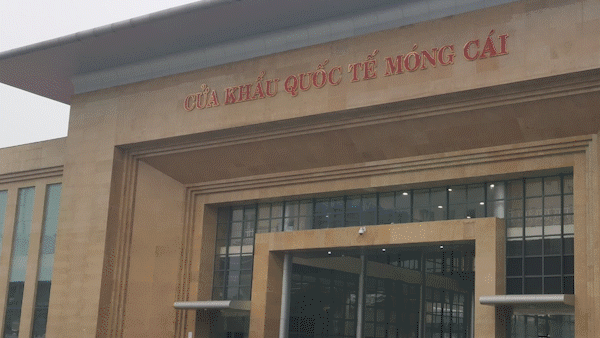 CỬA KHẨU QUỐC TẾ MÓNG CÁI